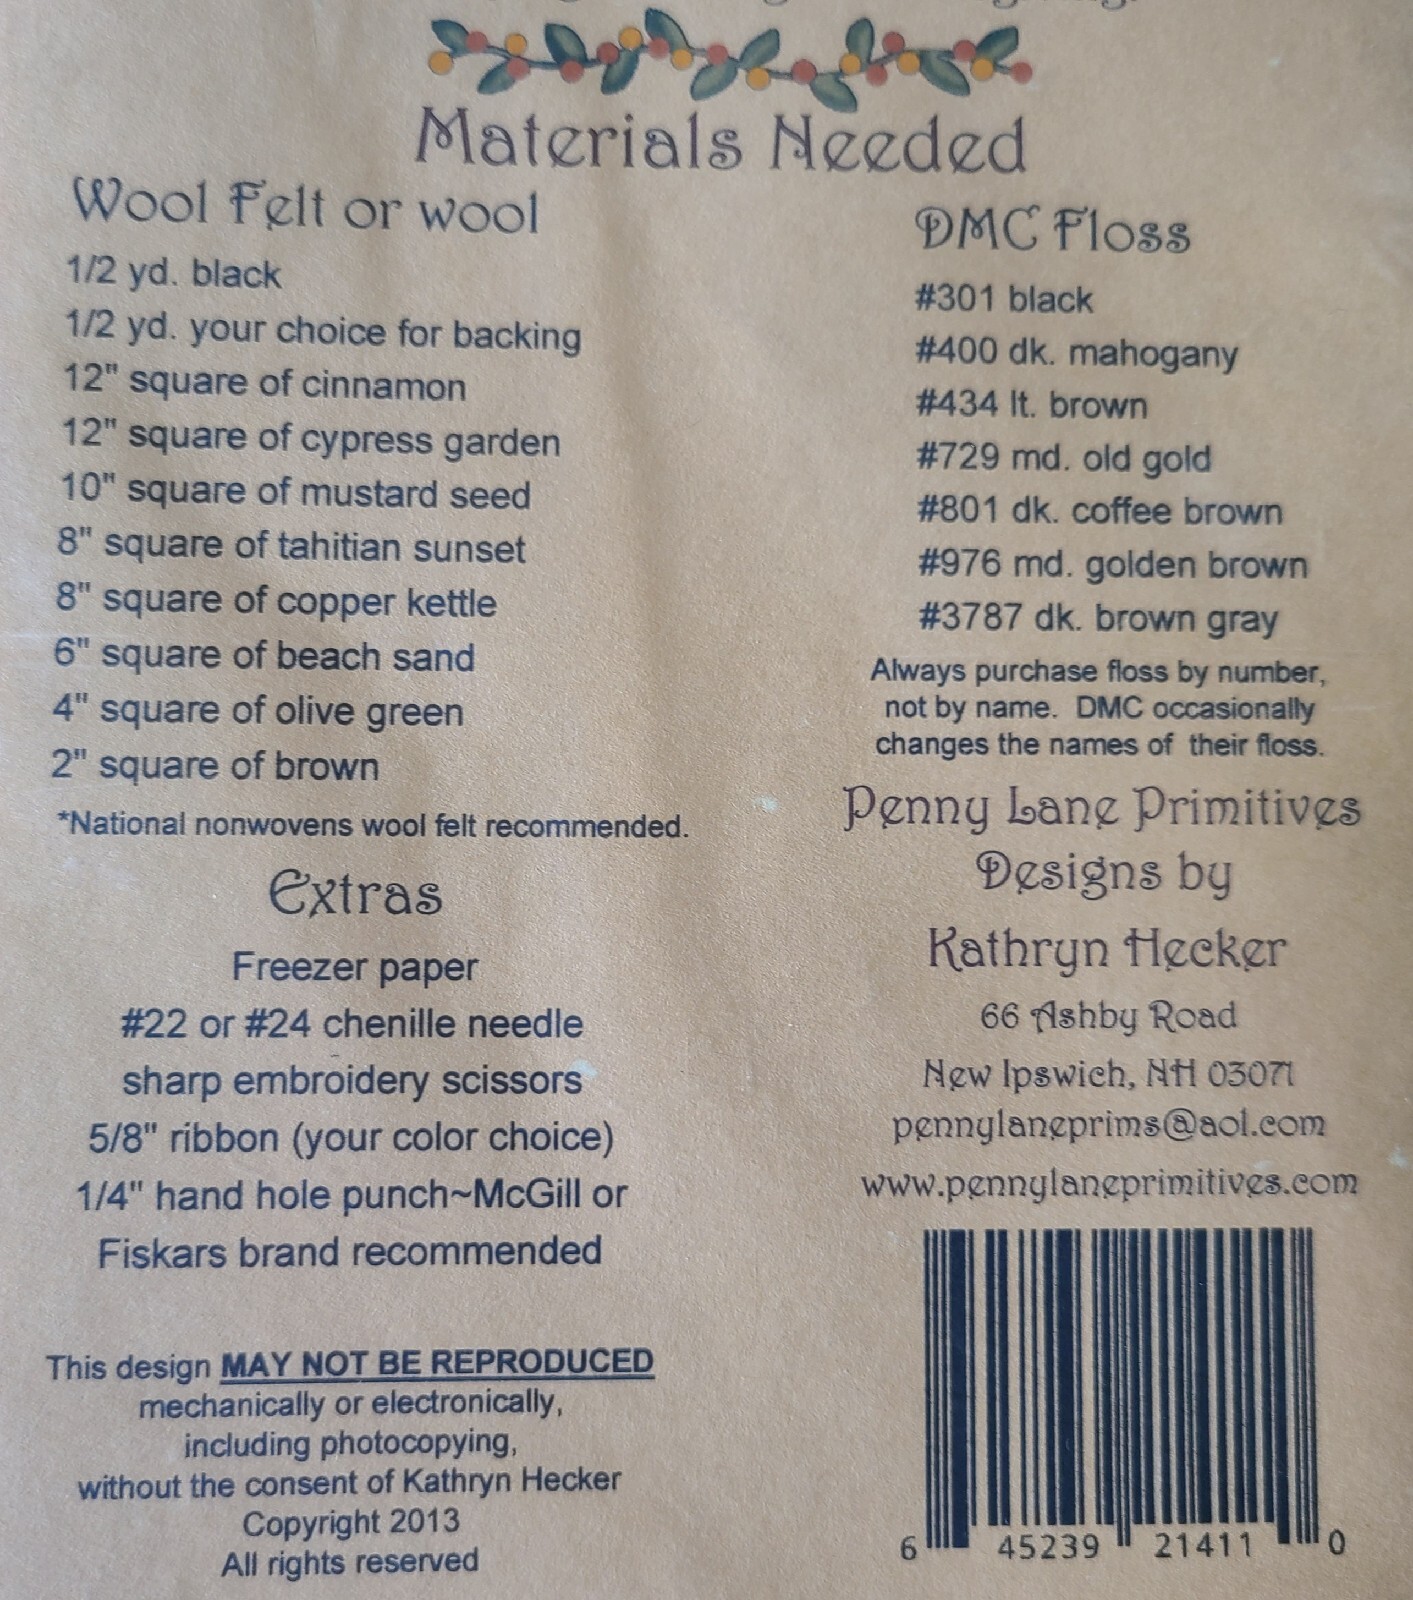 Materials Needed
Wool Felt or wool
1/2 yd. black
1/2 yd. your choice for backing
12" square of cinnamon
12" square of cypress garden
10" square of mustard seed
8" square of tahitian sunset
8" square of copper kettle
6" square of beach sand
4" square of olive green
2" square of brown
*National nonwovens wool felt recommended.
Extras
Freezer paper
#22 or #24 chenille needle
sharp embroidery scissors
5/8" ribbon (your color choice)
1/4" hand hole punch~McGill or
Fiskars brand recommended
This design MAY NOT BE REPRODUCED
mechanically or electronically,
including photocopying,
without the consent of Kathryn Hecker
Copyright 2013
All rights reserved
DMC Floss
#301 black
#400 dk. mahogany
#434 lt. brown
#729 md. old gold
#801 dk. coffee brown
#976 md. golden brown
#3787 dk. brown gray
Always purchase floss by number,
not by name. DMC occasionally
changes the names of their floss.
Penny Lane Primitives
Designs by
Kathryn Hecker
66 Ashby Road
New Ipswich, NH 03071
pennylaneprims@aol.com
www.pennylaneprimitives.com
6 45239 21411 0